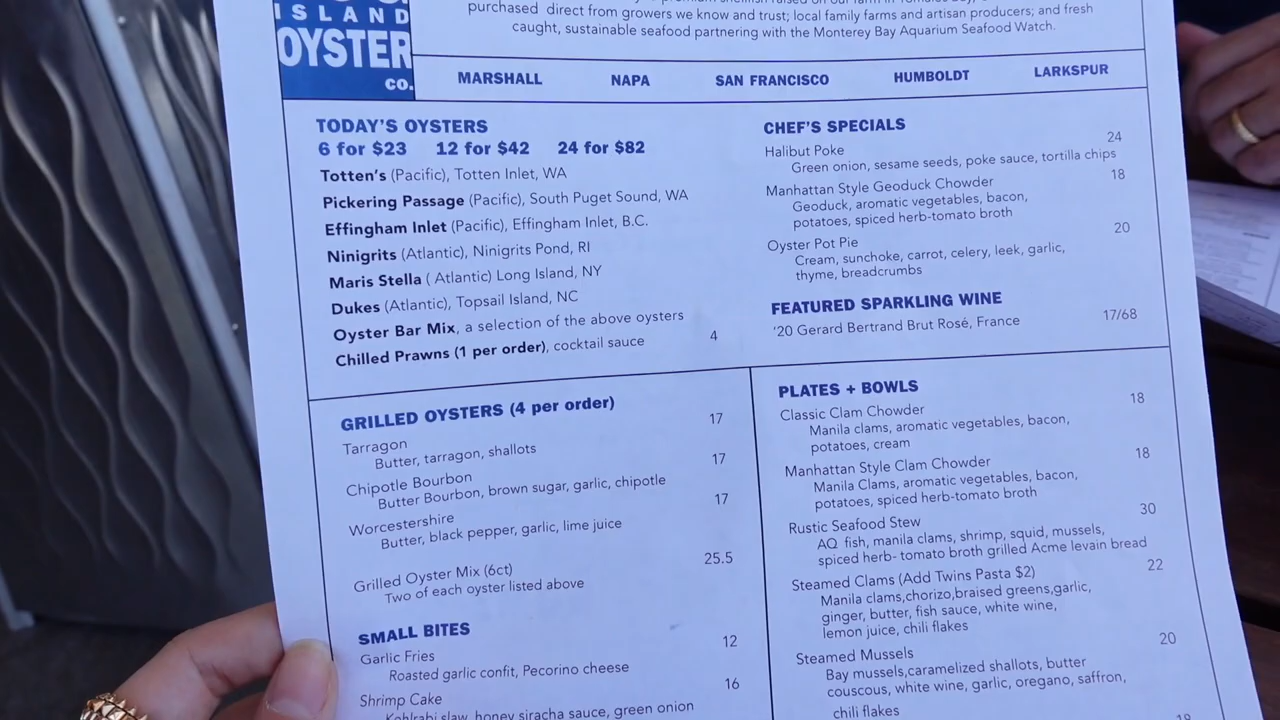 ISLAND
OYSTER
CO.
purchased direct from growers we know and trust; local family farms and artisan producers; and fresh
caught, sustainable seafood partnering with the Monterey Bay Aquarium Seafood Watch.
MARSHALL NAPA SAN FRANCISCO HUMBOLDT LARKSPUR
TODAY'S OYSTERS
6 for $23 12 for $42 24 for $82
Totten's (Pacific), Totten Inlet, WA
Pickering Passage (Pacific), South Puget Sound, WA
Effingham Inlet (Pacific), Effingham Inlet, B.C.
Ninigrits (Atlantic), Ninigrits Pond, RI
Maris Stella ( Atlantic) Long Island, NY
Dukes (Atlantic), Topsail Island, NC
Oyster Bar Mix, a selection of the above oysters
Chilled Prawns (1 per order), cocktail sauce 4
CHEF'S SPECIALS
Halibut Poke 24
Green onion, sesame seeds, poke sauce, tortilla chips
Manhattan Style Geoduck Chowder 18
Geoduck, aromatic vegetables, bacon,
potatoes, spiced herb-tomato broth
Oyster Pot Pie 20
Cream, sunchoke, carrot, celery, leek, garlic,
thyme, breadcrumbs
FEATURED SPARKLING WINE
'20 Gerard Bertrand Brut Rosé, France 17/68
GRILLED OYSTERS (4 per order)
Tarragon 17
Butter, tarragon, shallots
Chipotle Bourbon 17
Butter Bourbon, brown sugar, garlic, chipotle
Worcestershire 17
Butter, black pepper, garlic, lime juice
Grilled Oyster Mix (6ct) 25.5
Two of each oyster listed above
SMALL BITES
Garlic Fries 12
Roasted garlic confit, Pecorino cheese
Shrimp Cake 16
Kohlrabi slaw, honey siracha sauce, green onion
PLATES + BOWLS
Classic Clam Chowder 18
Manila clams, aromatic vegetables, bacon,
potatoes, cream
Manhattan Style Clam Chowder 18
Manila Clams, aromatic vegetables, bacon,
potatoes, spiced herb-tomato broth
Rustic Seafood Stew 30
AQ fish, manila clams, shrimp, squid, mussels,
spiced herb- tomato broth grilled Acme levain bread
Steamed Clams (Add Twins Pasta $2) 22
Manila clams,chorizo,braised greens,garlic,
ginger, butter, fish sauce, white wine,
lemon juice, chili flakes
Steamed Mussels 20
Bay mussels,caramelized shallots, butter
couscous, white wine, garlic, oregano, saffron,
chili flakes